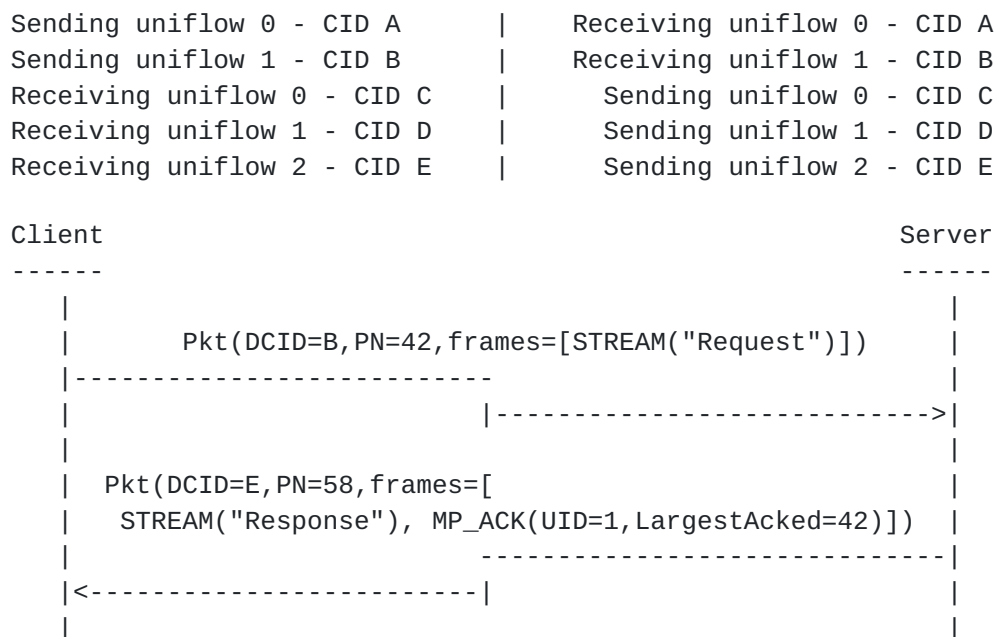 Sending uniflow 0 - CID A      |    Receiving uniflow 0 - CID A
Sending uniflow 1 - CID B      |    Receiving uniflow 1 - CID B
Receiving uniflow 0 - CID C    |      Sending uniflow 0 - CID C
Receiving uniflow 1 - CID D    |      Sending uniflow 1 - CID D
Receiving uniflow 2 - CID E    |      Sending uniflow 2 - CID E

Client                                                   Server
------                                                   ------
   |                                                        |
   |       Pkt(DCID=B,PN=42,frames=[STREAM("Request")])     |
   |---------------------------                             |
   |                          |---------------------------->|
   |                                                        |
   |  Pkt(DCID=E,PN=58,frames=[                             |
   |   STREAM("Response"), MP_ACK(UID=1,LargestAcked=42)])  |
   |                          ------------------------------|
   |<-------------------------|                             |
   |                                                        |